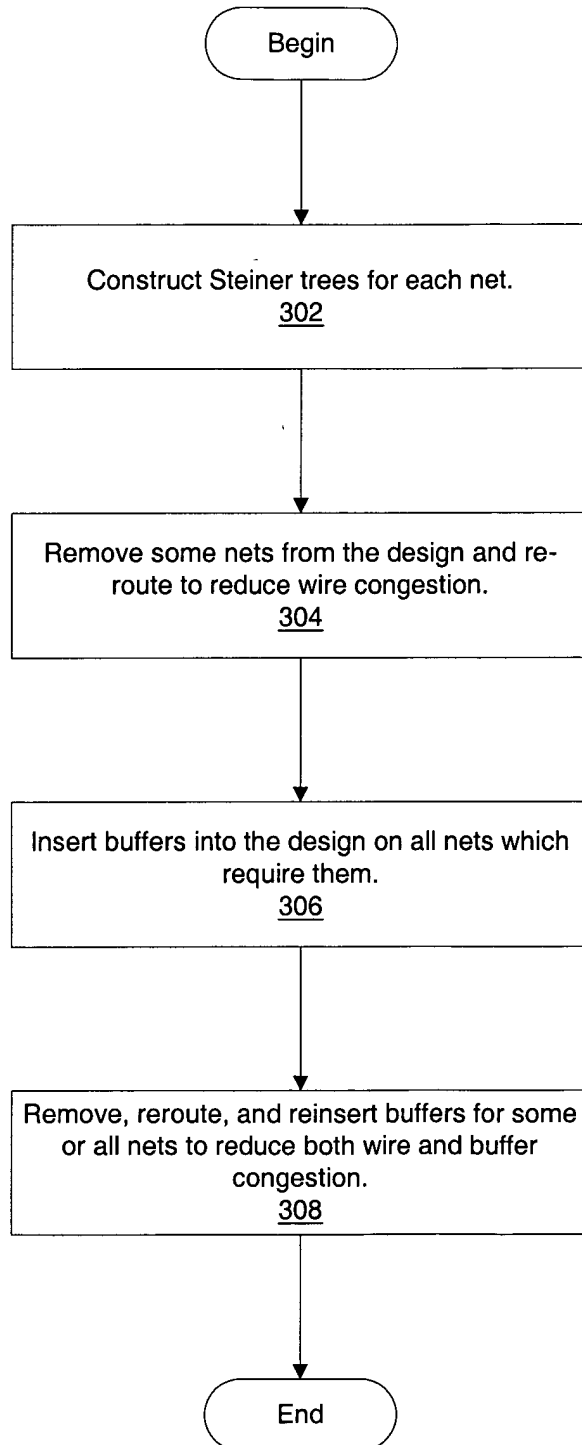 Begin
Construct Steiner trees for each net.
302
Remove some nets from the design and re-
route to reduce wire congestion.
304
Insert buffers into the design on all nets which
require them.
306
Remove, reroute, and reinsert buffers for some
or all nets to reduce both wire and buffer
congestion.
308
End